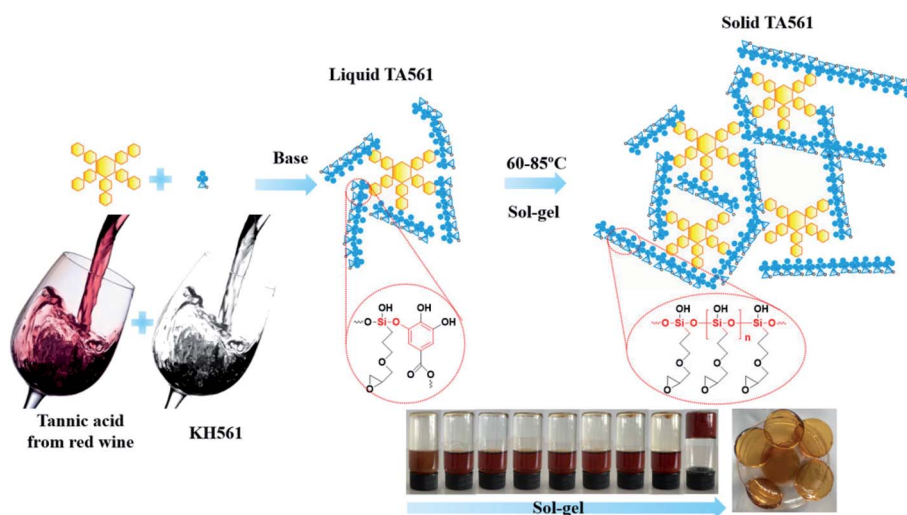 Solid TA561
Liquid TA561
Base
60-85ºC
Sol-gel
OH
O
Si
O
OH
OH
O
O
O
O
OH
OH
OH
O
Si
O
Si
O
Si
O
n
O
O
O
O
O
O
Tannic acid
from red wine
KH561
Sol-gel